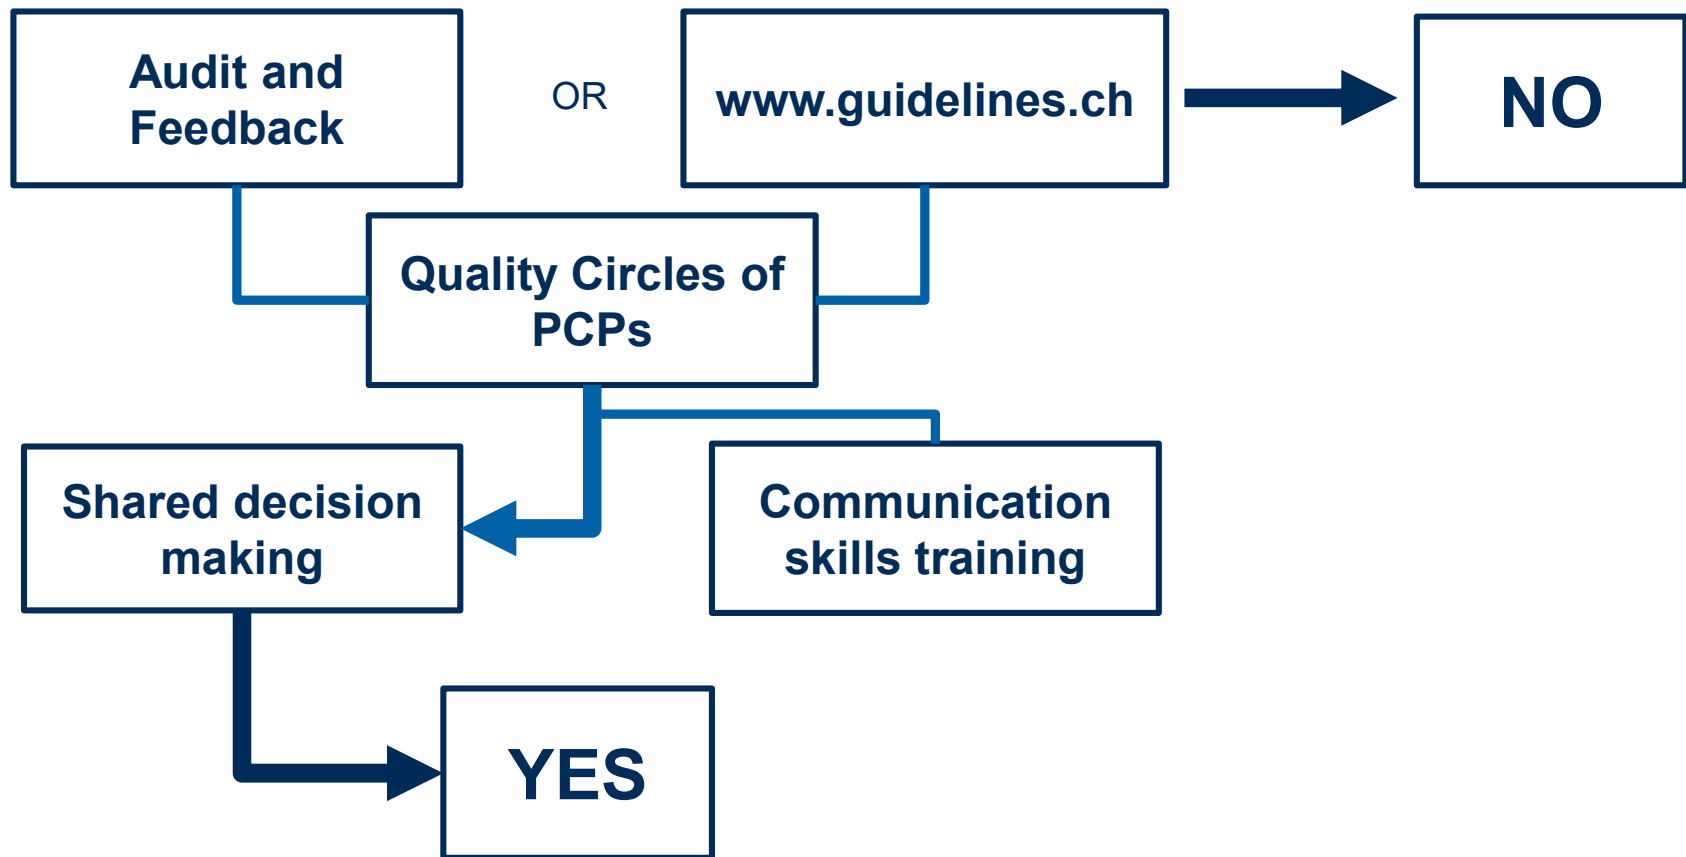 Audit and
Feedback
OR
www.guidelines.ch
NO
Quality Circles of
PCPs
Shared decision
making
Communication
skills training
YES